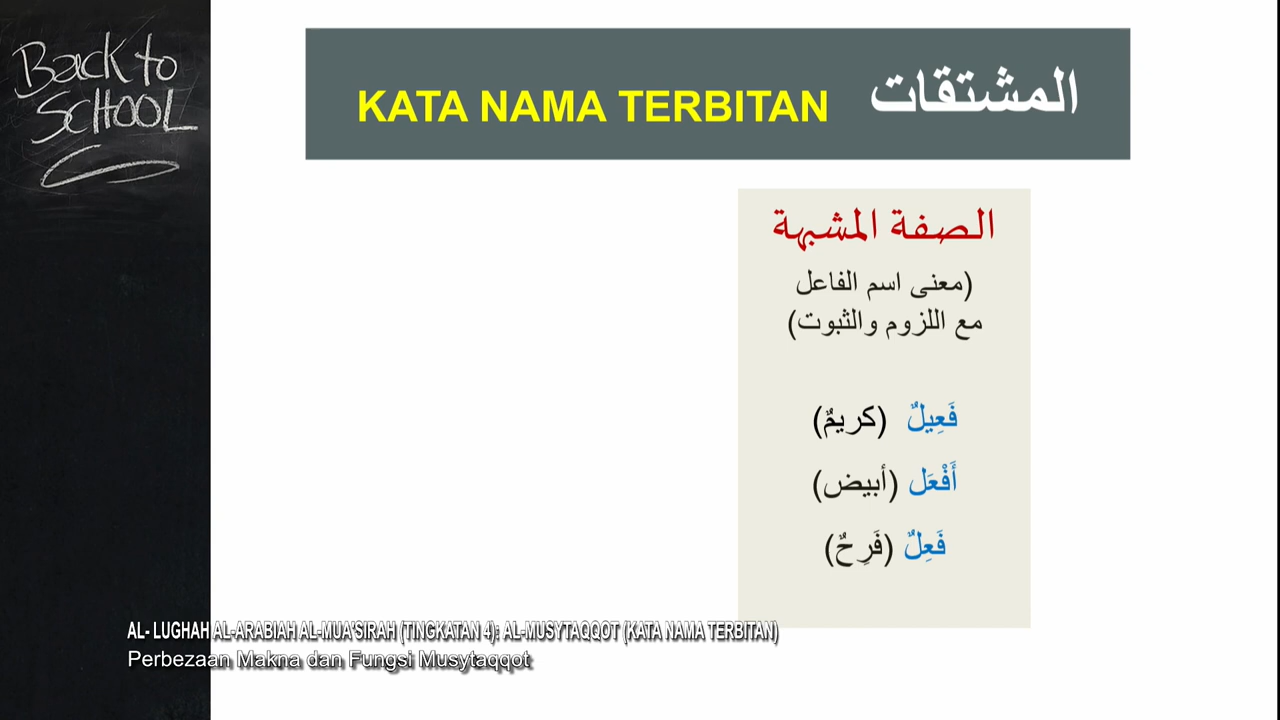 Back to
SCHOOL
KATA NAMA TERBITAN المشتقات
الصفة المشبهة
(معنى اسم الفاعل
مع اللزوم والثبوت)
فَعِيلٌ (كريمٌ)
أَفْعَل (أبيض)
فَعِلٌ (فَرِحٌ)
AL- LUGHAH AL-ARABIAH AL-MUA'SIRAH (TINGKATAN 4): AL-MUSYTAQQOT (KATA NAMA TERBITAN)
Perbezaan Makna dan Fungsi Musytaqqot